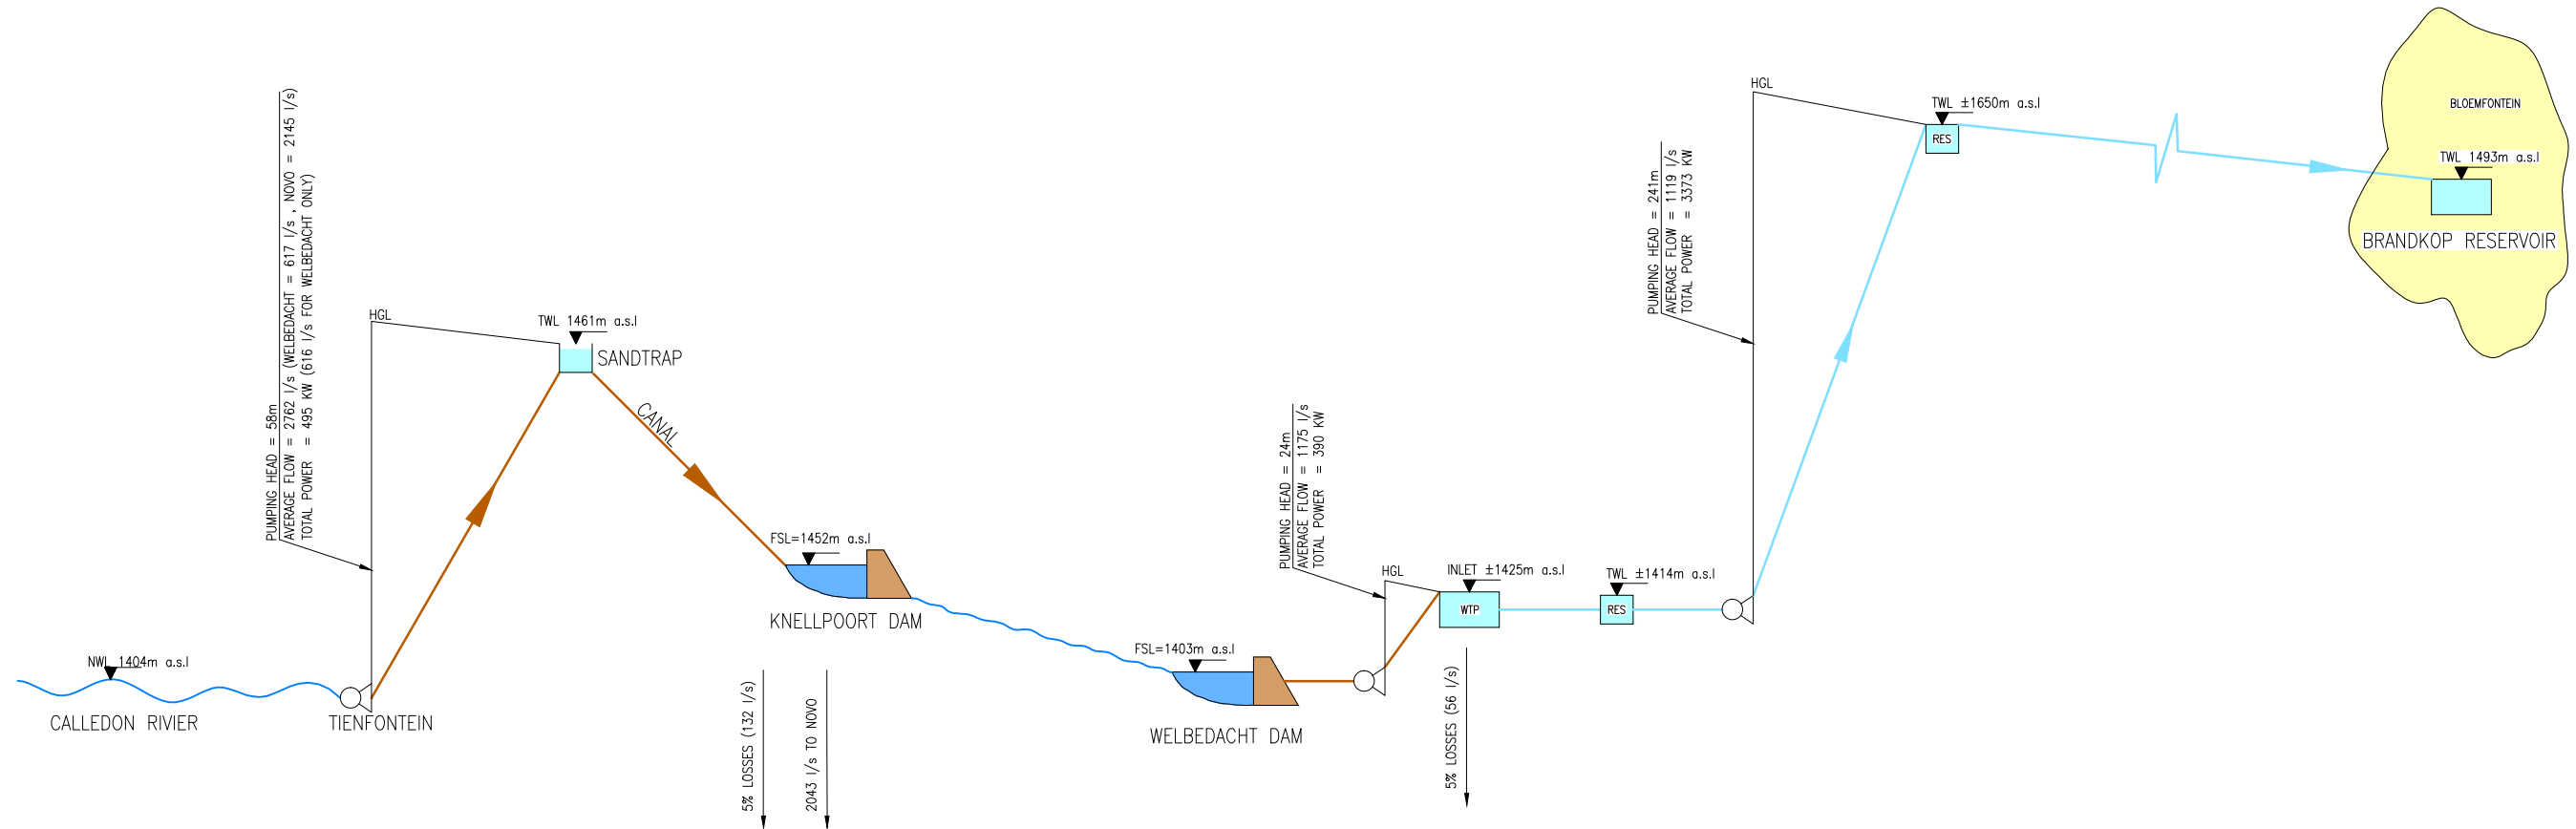 PUMPING HEAD = 58m
AVERAGE FLOW = 2762 l/s (WELBEDACHT = 617 l/s , NOVO = 2145 l/s)
TOTAL POWER = 495 KW (616 l/s FOR WELBEDACHT ONLY)
HGL
TWL 1461m a.s.l
SANDTRAP
CANAL
NWL 1404m a.s.l
CALLEDON RIVIER
TIENFONTEIN
FSL=1452m a.s.l
KNELLPOORT DAM
5% LOSSES (132 l/s)
2043 l/s TO NOVO
FSL=1403m a.s.l
WELBEDACHT DAM
PUMPING HEAD = 24m
AVERAGE FLOW = 1175 l/s
TOTAL POWER = 390 KW
HGL
INLET ±1425m a.s.l
WTP
5% LOSSES (56 l/s)
TWL ±1414m a.s.l
RES
PUMPING HEAD = 241m
AVERAGE FLOW = 1119 l/s
TOTAL POWER = 3373 KW
HGL
TWL ±1650m a.s.l
RES
BLOEMFONTEIN
TWL 1493m a.s.l
BRANDKOP RESERVOIR